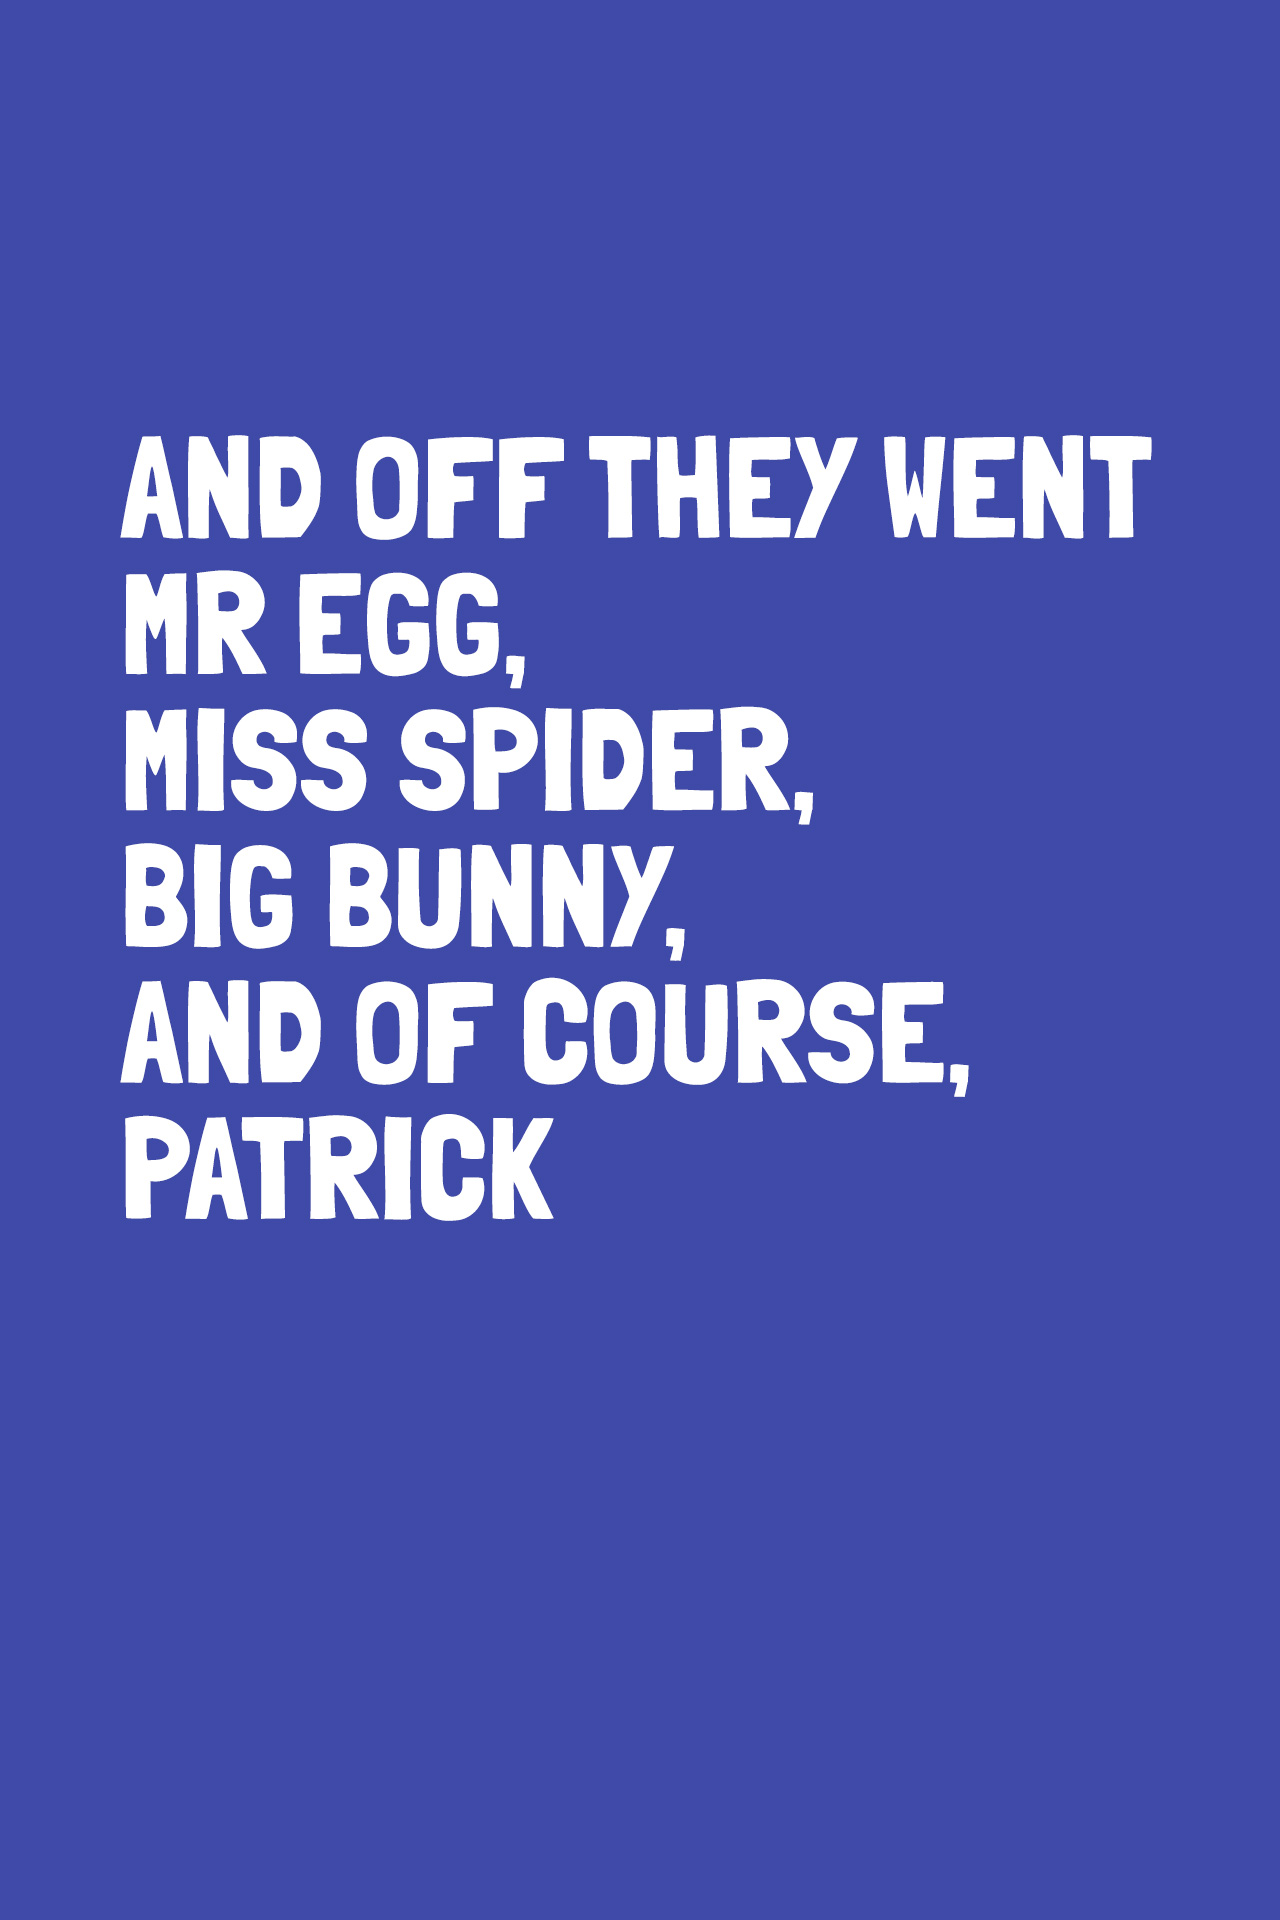 AND OFF THEY WENT
MR EGG,
MISS SPIDER,
BIG BUNNY,
AND OF COURSE,
PATRICK